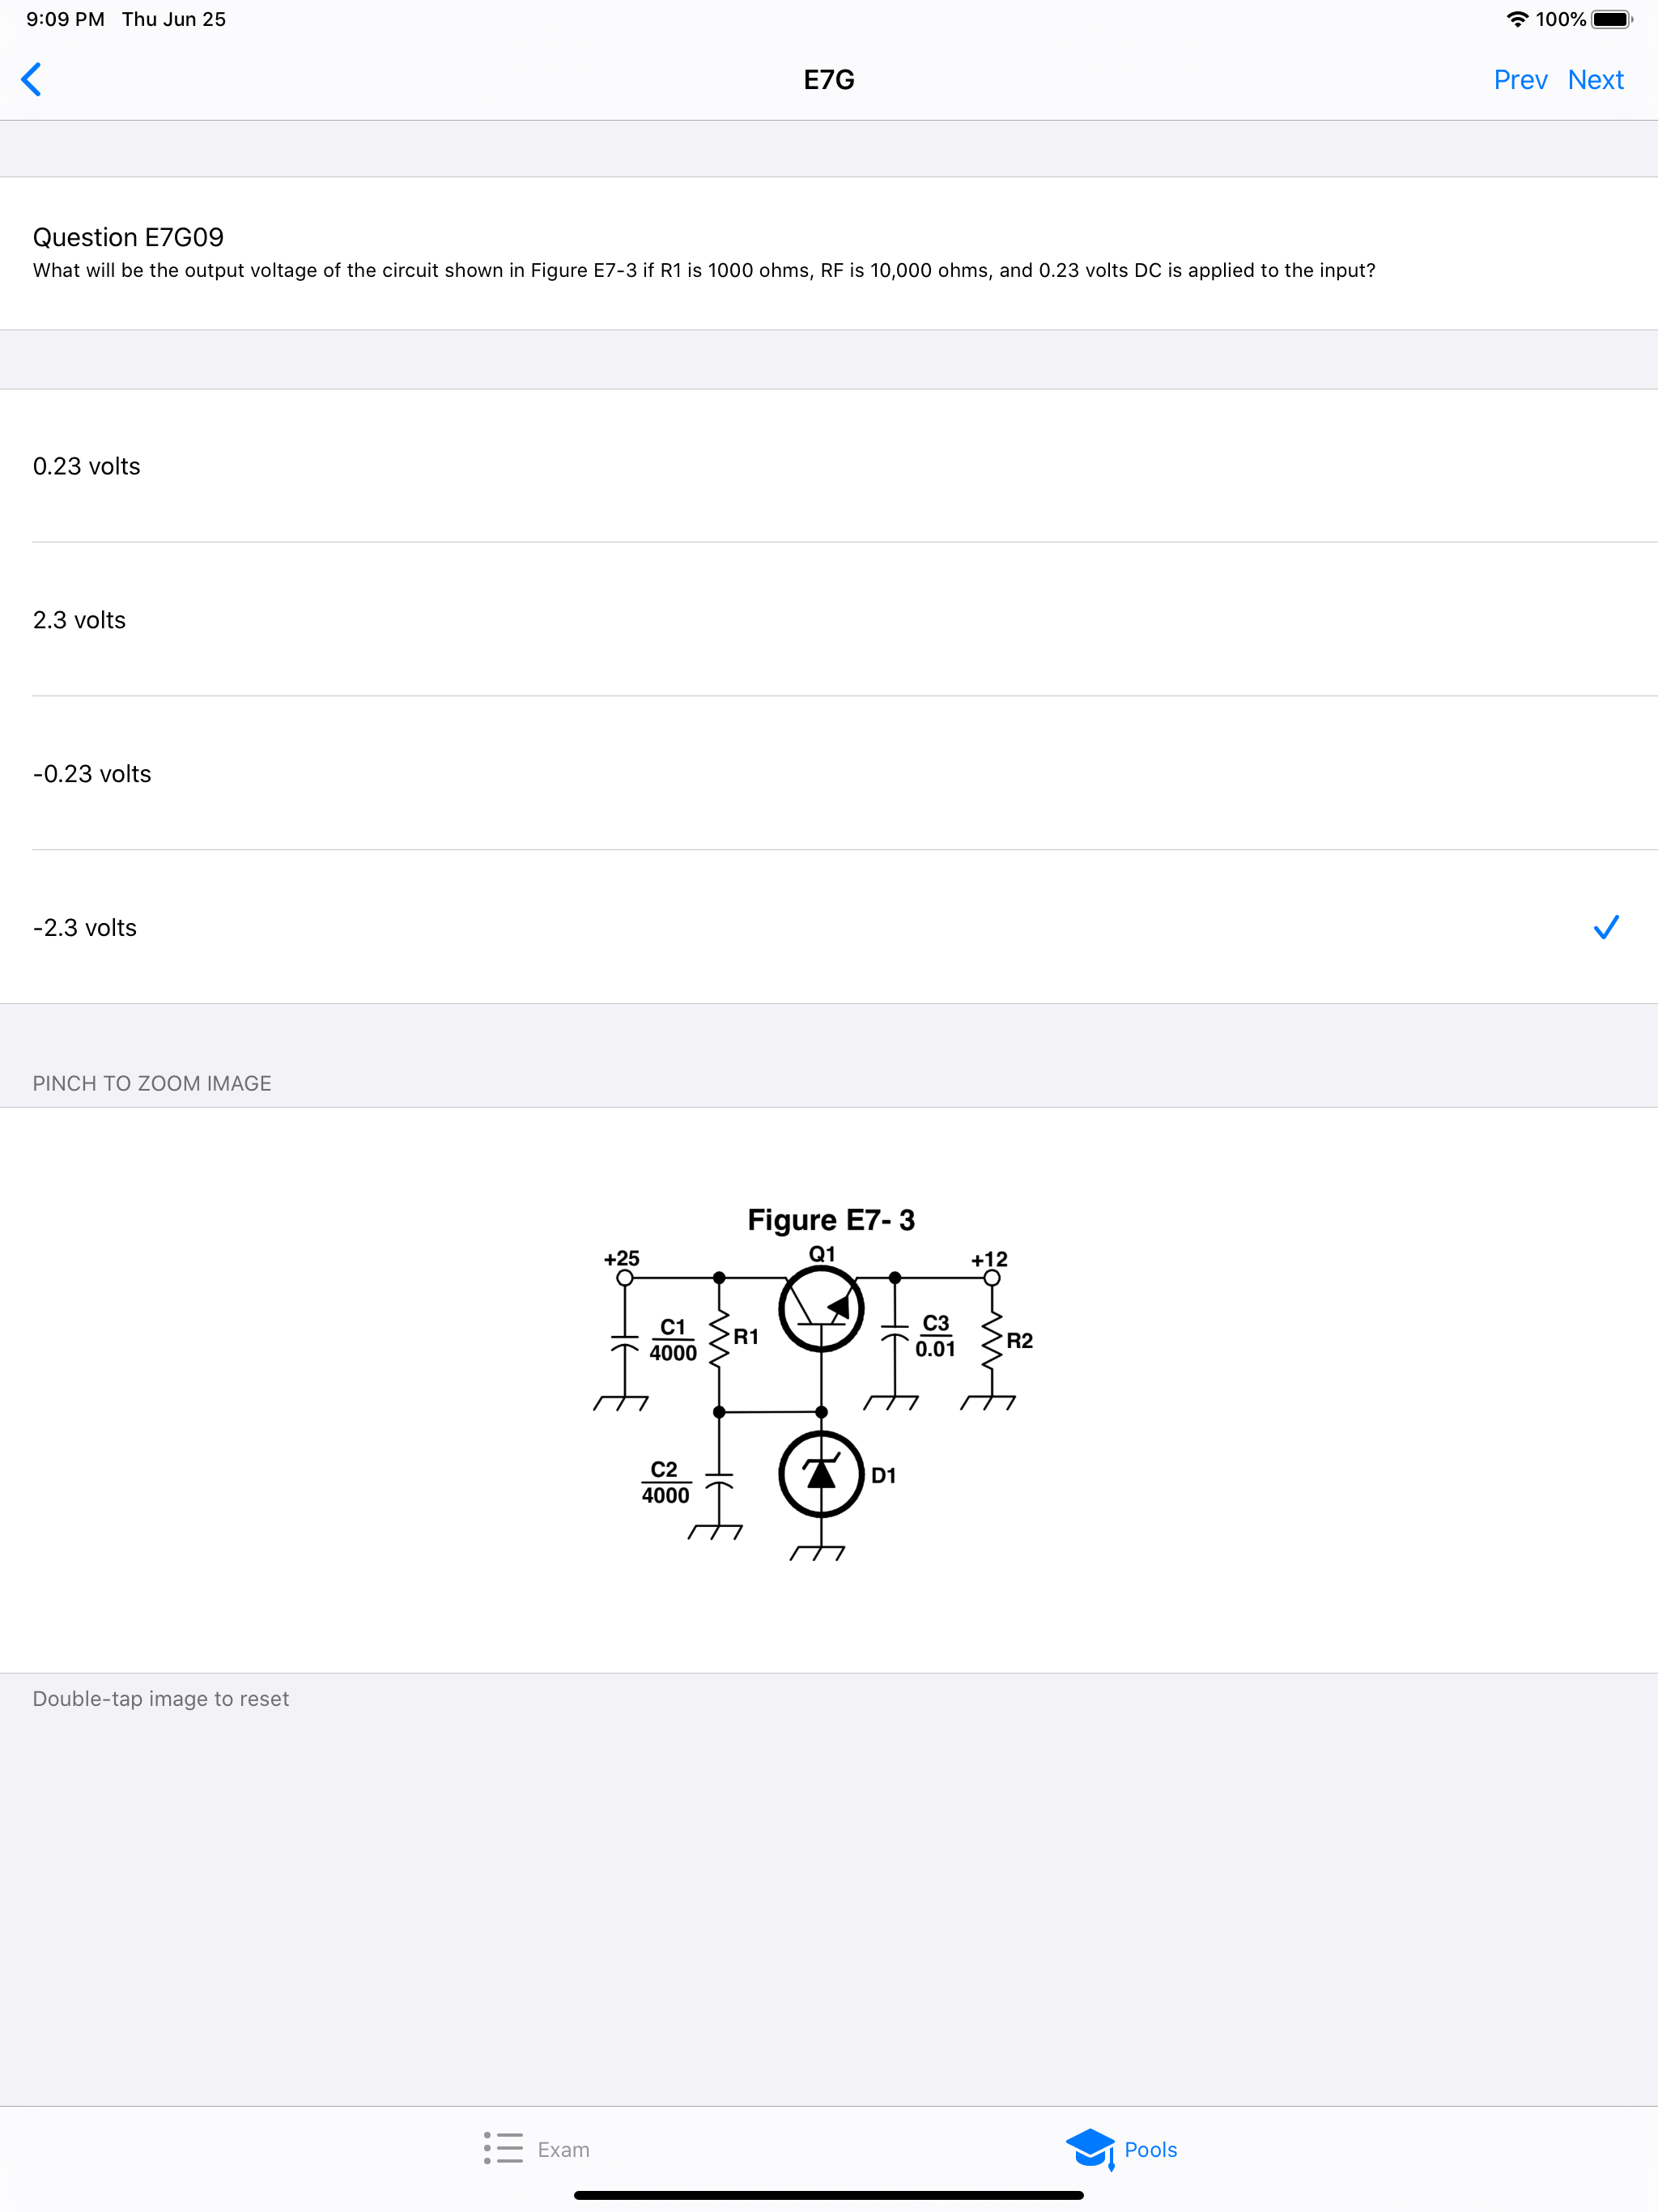 9:09 PM Thu Jun 25 100%
E7G Prev Next
Question E7G09
What will be the output voltage of the circuit shown in Figure E7-3 if R1 is 1000 ohms, RF is 10,000 ohms, and 0.23 volts DC is applied to the input?
0.23 volts
2.3 volts
-0.23 volts
-2.3 volts
PINCH TO ZOOM IMAGE
Figure E7- 3
+25 Q1 +12
C1
4000
R1
C3
0.01
R2
C2
4000
D1
Double-tap image to reset
Exam Pools